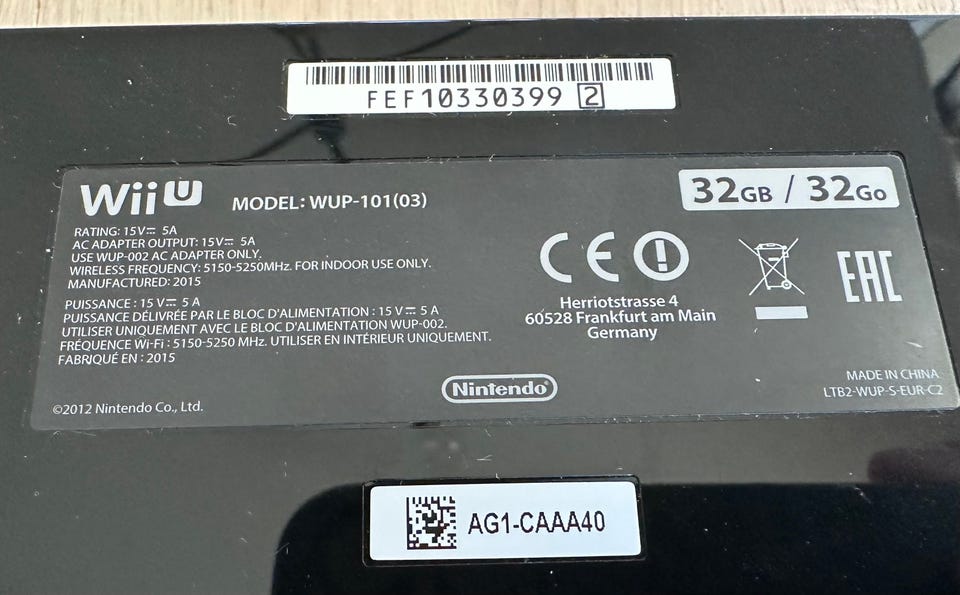 FEF10330399 2
Wii U MODEL: WUP-101(03)
32GB / 32Go
RATING: 15V⎓ 5A
AC ADAPTER OUTPUT: 15V⎓ 5A
USE WUP-002 AC ADAPTER ONLY.
WIRELESS FREQUENCY: 5150-5250MHz. FOR INDOOR USE ONLY.
MANUFACTURED: 2015
PUISSANCE : 15 V⎓ 5 A
PUISSANCE DÉLIVRÉE PAR LE BLOC D'ALIMENTATION : 15 V⎓ 5 A
UTILISER UNIQUEMENT AVEC LE BLOC D'ALIMENTATION WUP-002.
FRÉQUENCE Wi-Fi : 5150-5250 MHz. UTILISER EN INTÉRIEUR UNIQUEMENT.
FABRIQUÉ EN : 2015
CE
Herriotstrasse 4
60528 Frankfurt am Main
Germany
EAC
Nintendo
©2012 Nintendo Co., Ltd.
MADE IN CHINA
LTB2-WUP-S-EUR-C2
AG1-CAAA40